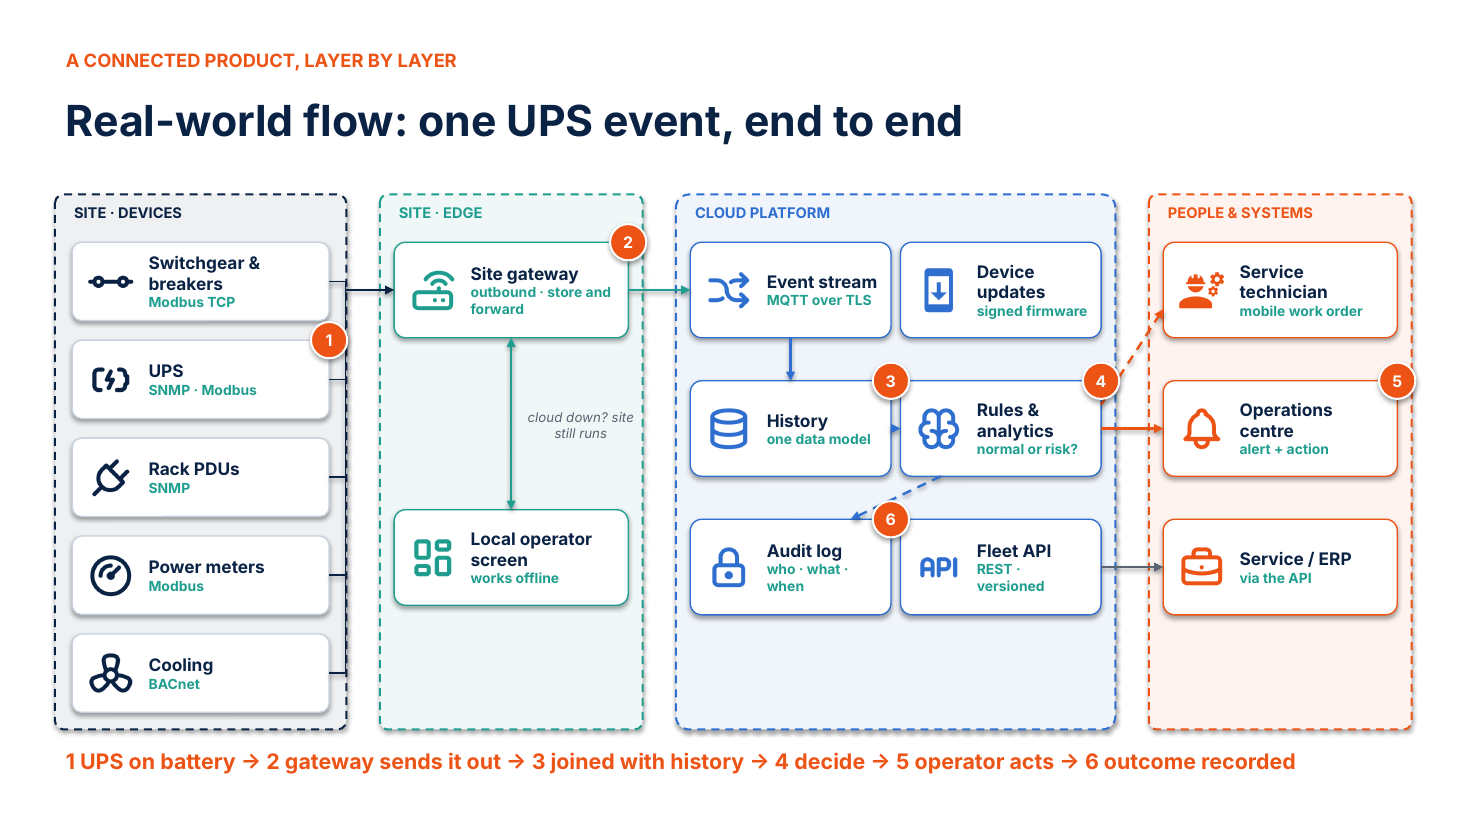 A CONNECTED PRODUCT, LAYER BY LAYER
Real-world flow: one UPS event, end to end
SITE · DEVICES
Switchgear &
breakers
Modbus TCP
1
UPS
SNMP · Modbus
Rack PDUs
SNMP
Power meters
Modbus
Cooling
BACnet
SITE · EDGE
2
Site gateway
outbound · store and
forward
cloud down? site
still runs
Local operator
screen
works offline
CLOUD PLATFORM
Event stream
MQTT over TLS
Device
updates
signed firmware
3
History
one data model
4
Rules &
analytics
normal or risk?
6
Audit log
who · what ·
when
API
Fleet API
REST ·
versioned
PEOPLE & SYSTEMS
Service
technician
mobile work order
5
Operations
centre
alert + action
Service / ERP
via the API
1 UPS on battery → 2 gateway sends it out → 3 joined with history → 4 decide → 5 operator acts → 6 outcome recorded